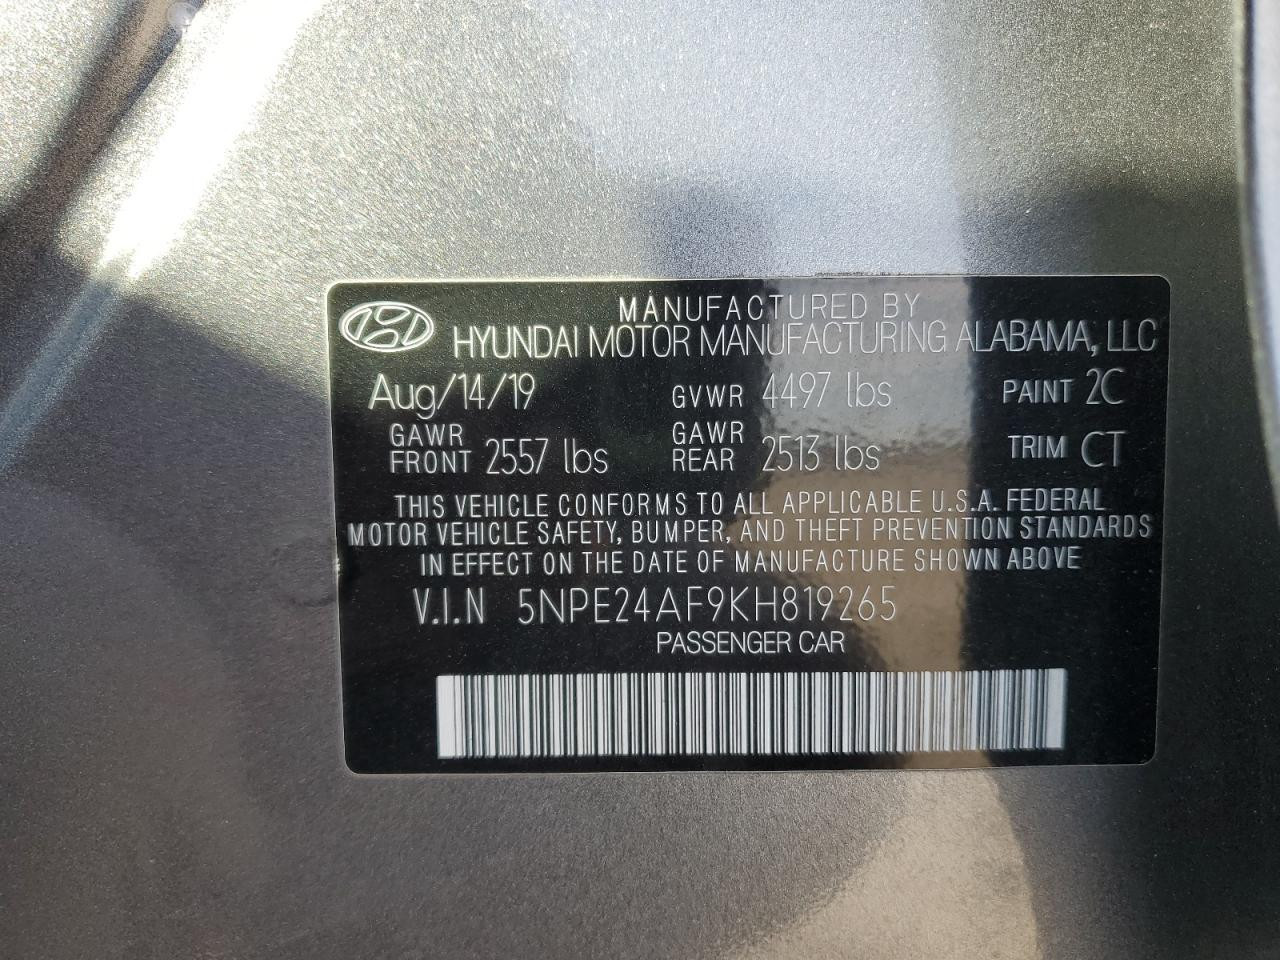 MANUFACTURED BY
HYUNDAI MOTOR MANUFACTURING ALABAMA, LLC
Aug/14/19 GVWR 4497 lbs PAINT 2C
GAWR FRONT 2557 lbs GAWR REAR 2513 lbs TRIM CT
THIS VEHICLE CONFORMS TO ALL APPLICABLE U.S.A. FEDERAL
MOTOR VEHICLE SAFETY, BUMPER, AND THEFT PREVENTION STANDARDS
IN EFFECT ON THE DATE OF MANUFACTURE SHOWN ABOVE
V.I.N 5NPE24AF9KH819265
PASSENGER CAR